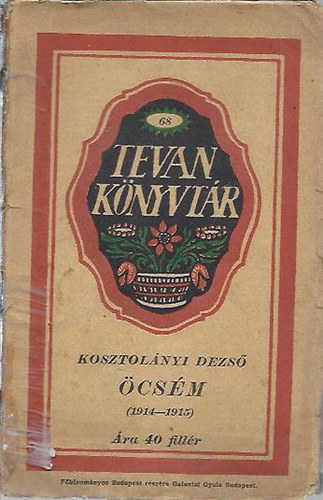 68
TEVAN
KÖNYVTÁR
KOSZTOLÁNYI DEZSŐ
ÖCSÉM
(1914—1915)
Ára 40 fillér
Főbizományos Budapest részére Galantai Gyula Budapest.